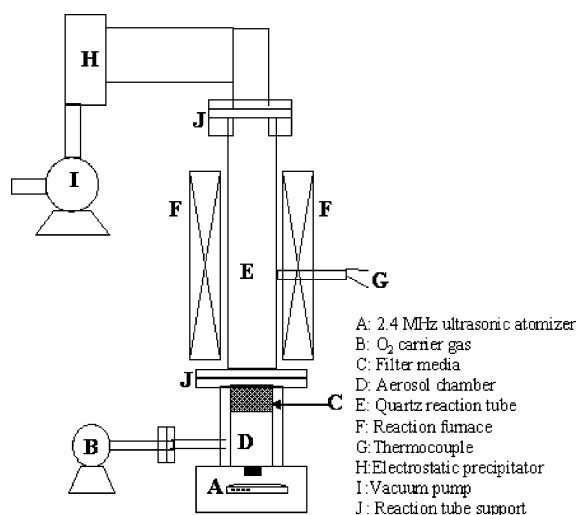 H
J
I
F
F
E
G
J
C
B
D
A
A: 2.4 MHz ultrasonic atomizer
B: O₂ carrier gas
C: Filter media
D: Aerosol chamber
E: Quartz reaction tube
F: Reaction furnace
G: Thermocouple
H: Electrostatic precipitator
I: Vacuum pump
J: Reaction tube support